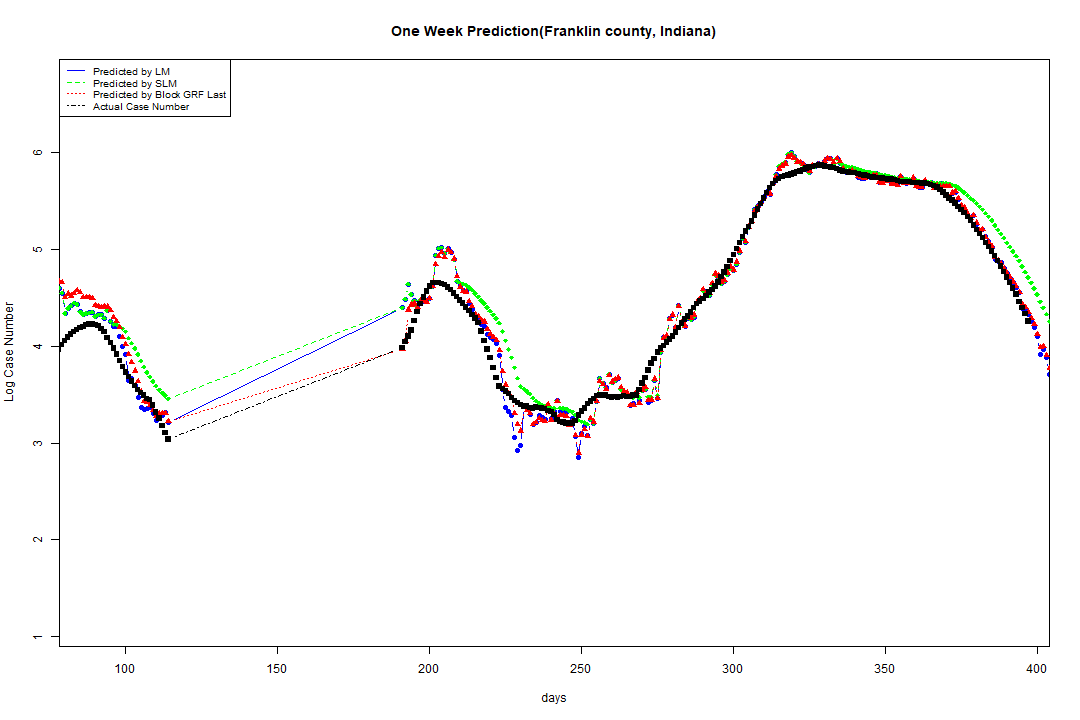 One Week Prediction(Franklin county, Indiana)
Predicted by LM
Predicted by SLM
Predicted by Block GRF Last
Actual Case Number
6
5
4
3
2
1
Log Case Number
100 150 200 250 300 350 400
days